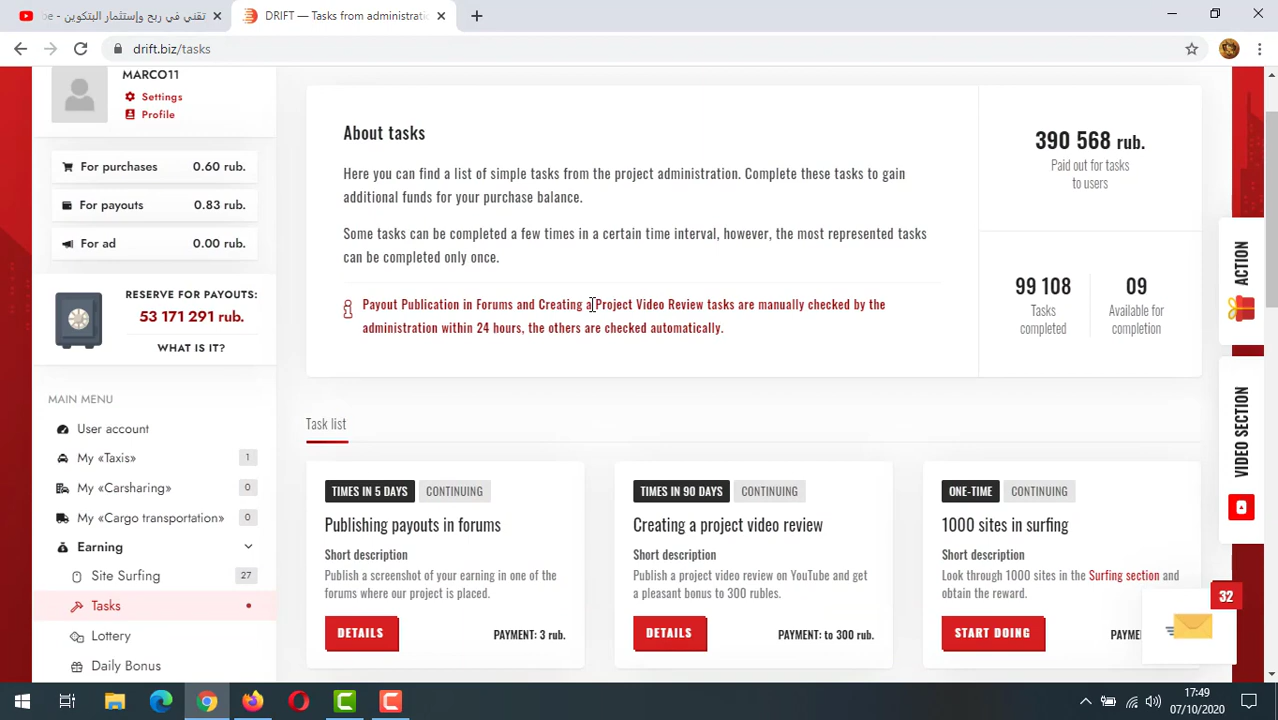 تقني في ربح وإستثمار البتكوين - be
DRIFT — Tasks from administratio
drift.biz/tasks
MARCO11
Settings
Profile
For purchases 0.60 rub.
For payouts 0.83 rub.
For ad 0.00 rub.
RESERVE FOR PAYOUTS:
53 171 291 rub.
WHAT IS IT?
MAIN MENU
User account
My «Taxis» 1
My «Carsharing» 0
My «Cargo transportation» 0
Earning
Site Surfing 27
Tasks
Lottery
Daily Bonus
About tasks
Here you can find a list of simple tasks from the project administration. Complete these tasks to gain
additional funds for your purchase balance.
Some tasks can be completed a few times in a certain time interval, however, the most represented tasks
can be completed only once.
Payout Publication in Forums and Creating a Project Video Review tasks are manually checked by the
administration within 24 hours, the others are checked automatically.
390 568 rub.
Paid out for tasks
to users
99 108
Tasks
completed
09
Available for
completion
Task list
TIMES IN 5 DAYS CONTINUING
Publishing payouts in forums
Short description
Publish a screenshot of your earning in one of the
forums where our project is placed.
DETAILS PAYMENT: 3 rub.
TIMES IN 90 DAYS CONTINUING
Creating a project video review
Short description
Publish a project video review on YouTube and get
a pleasant bonus to 300 rubles.
DETAILS PAYMENT: to 300 rub.
ONE-TIME CONTINUING
1000 sites in surfing
Short description
Look through 1000 sites in the Surfing section and
obtain the reward.
START DOING PAYME
ACTION
VIDEO SECTION
32
17:49
07/10/2020